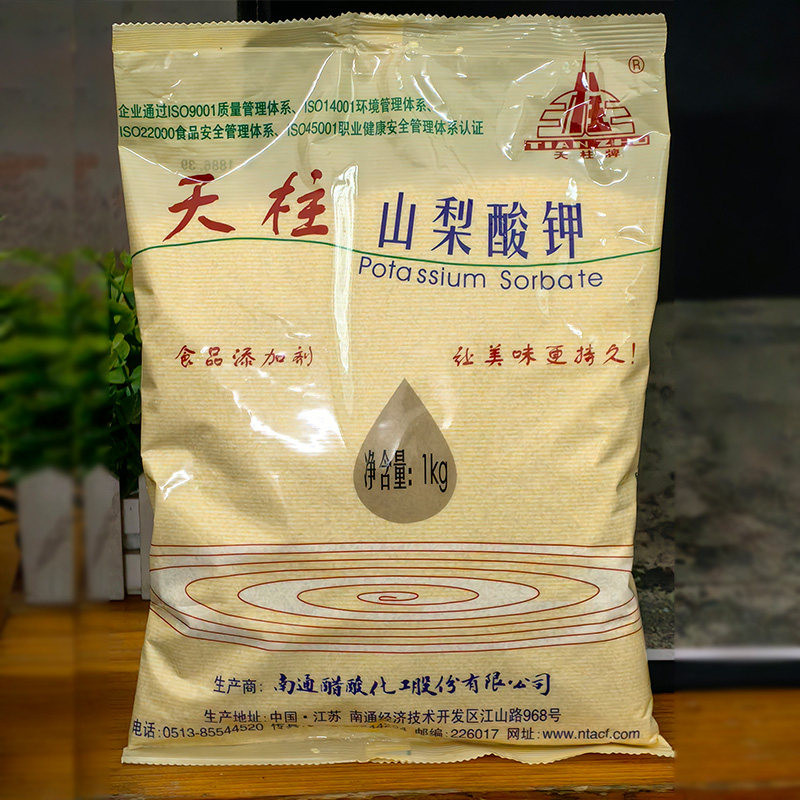 企业通过ISO9001质量管理体系、ISO14001环境管理体系、
ISO22000食品安全管理体系、ISO45001职业健康安全管理体系认证
®
TIANZHU
天柱牌
1886 39
天柱
山梨酸钾
Potassium Sorbate
食品添加剂
让美味更持久!
净含量: 1kg
生产商: 南通醋酸化工股份有限公司
生产地址: 中国·江苏 南通经济技术开发区江山路968号
电话: 0513-85544520
邮编: 226017 网址: www.ntacf.com